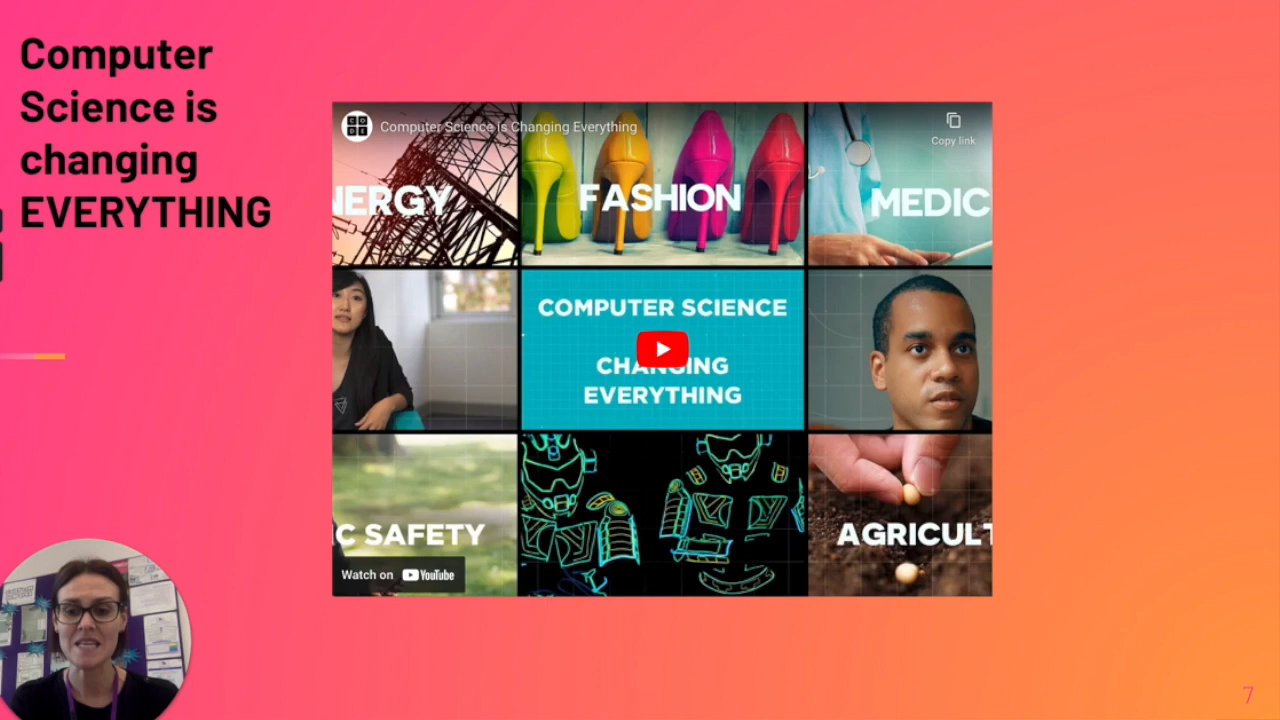 Computer
Science is
changing
EVERYTHING
CODE
Computer Science is Changing Everything
Copy link
NERGY
FASHION
MEDIC
COMPUTER SCIENCE
CHANGING
EVERYTHING
C SAFETY
AGRICULT
Watch on YouTube
7